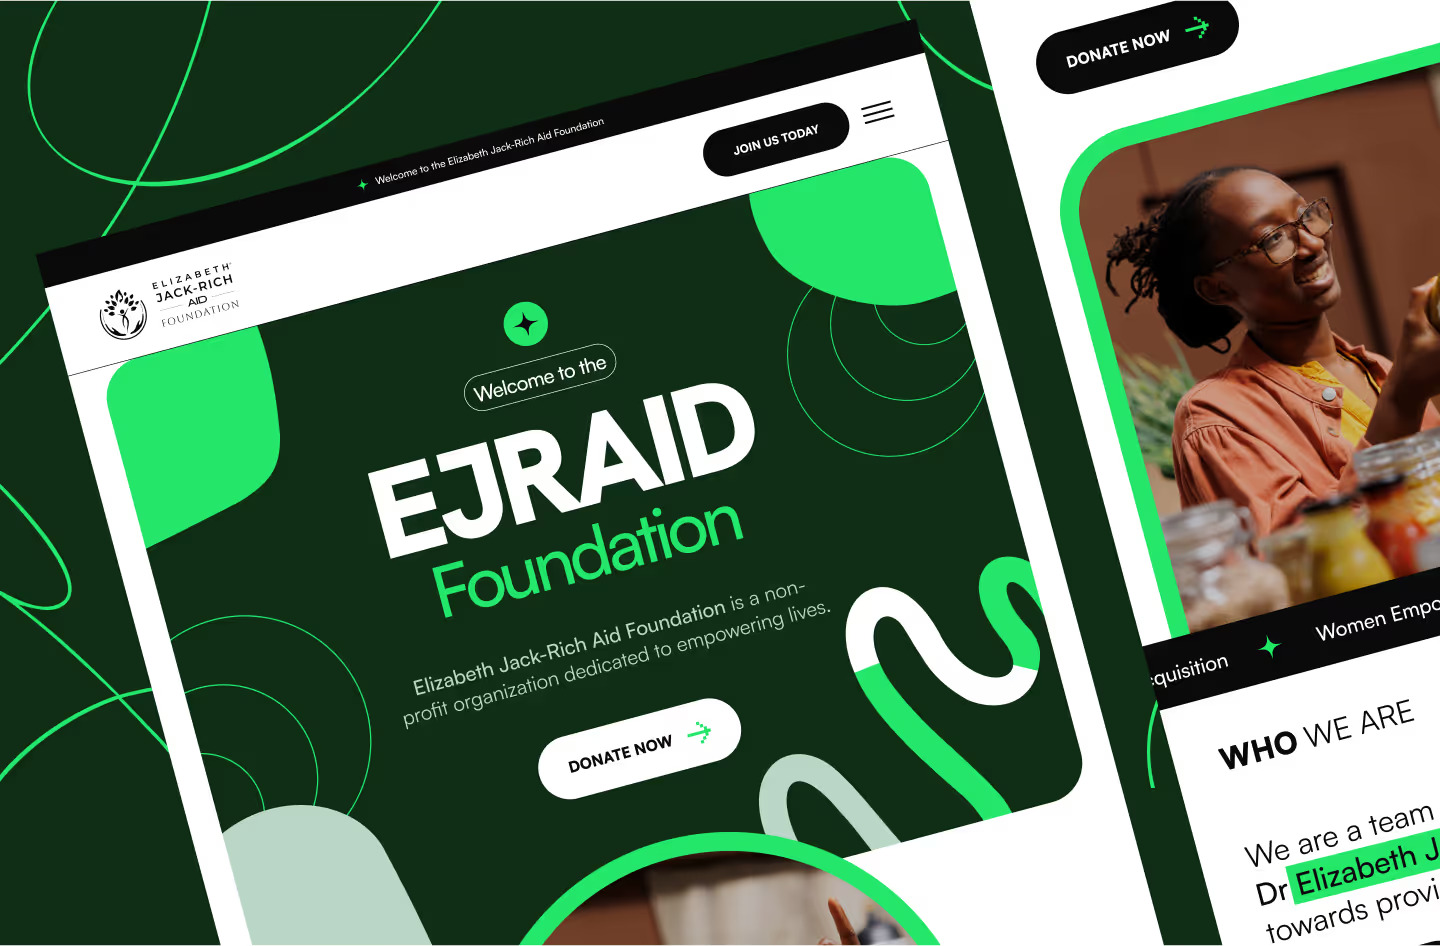 Welcome to the Elizabeth Jack-Rich Aid Foundation
JOIN US TODAY
ELIZABETH
JACK-RICH
AID
FOUNDATION
Welcome to the
EJRAID
Foundation
Elizabeth Jack-Rich Aid Foundation is a non-
profit organization dedicated to empowering lives.
DONATE NOW
DONATE NOW
cquisition
Women Empo
WHO WE ARE
We are a team
Dr Elizabeth J
towards provi